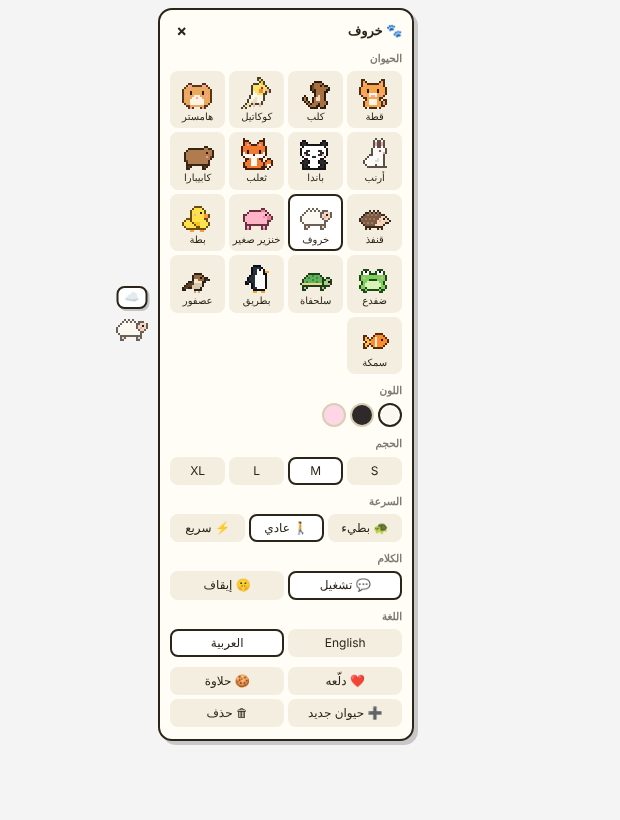 🐾 خروف ×
الحيوان
قطة كلب كوكاتيل هامستر
أرنب باندا ثعلب كابيبارا
قنفذ خروف خنزير صغير بطة
ضفدع سلحفاة بطريق عصفور
سمكة
اللون
الحجم
S M L XL
السرعة
🐢 بطيء 🚶 عادي ⚡ سريع
الكلام
💬 تشغيل 🤫 إيقاف
اللغة
English العربية
❤️ دلّعه 🍪 حلاوة
➕ حيوان جديد 🗑 حذف